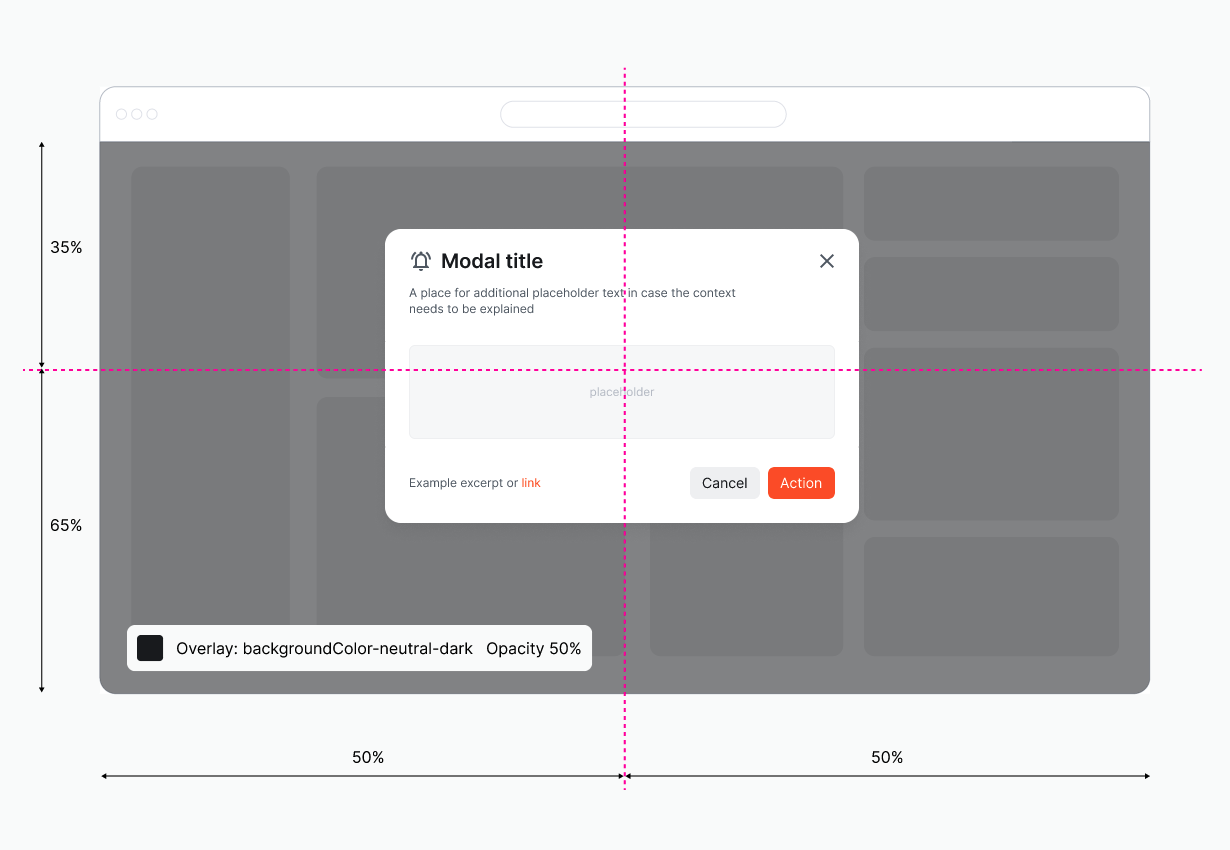 35%
Modal title
A place for additional placeholder text in case the context
needs to be explained
placeholder
65%
Example excerpt or link
Cancel
Action
Overlay: backgroundColor-neutral-dark Opacity 50%
50%
50%